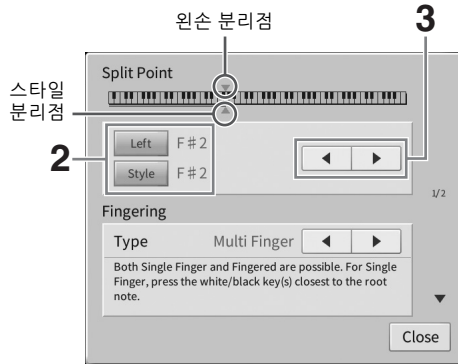 왼손 분리점
3
Split Point
스타일
분리점
2
Left F♯2
Style F♯2
1/2
Fingering
Type Multi Finger
Both Single Finger and Fingered are possible. For Single
Finger, press the white/black key(s) closest to the root
note.
Close